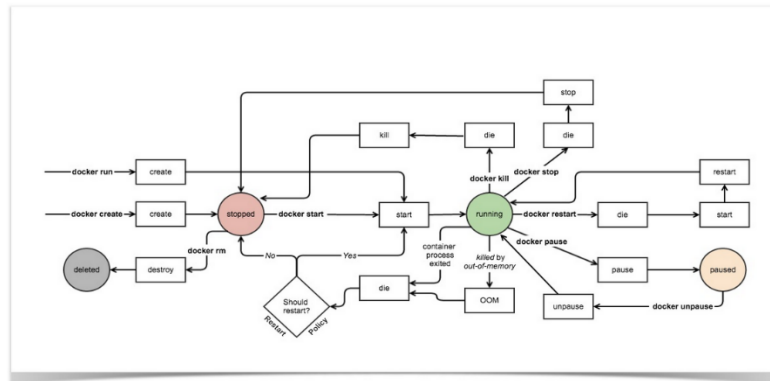 stop
kill
die
die
docker kill
docker stop
docker run
create
restart
docker create
create
stopped
docker start
start
running
docker restart
die
start
docker rm
docker pause
deleted
destroy
No
Yes
container
process
exited
killed by
out-of-memory
pause
paused
Should
restart?
Restart
Policy
die
OOM
unpause
docker unpause